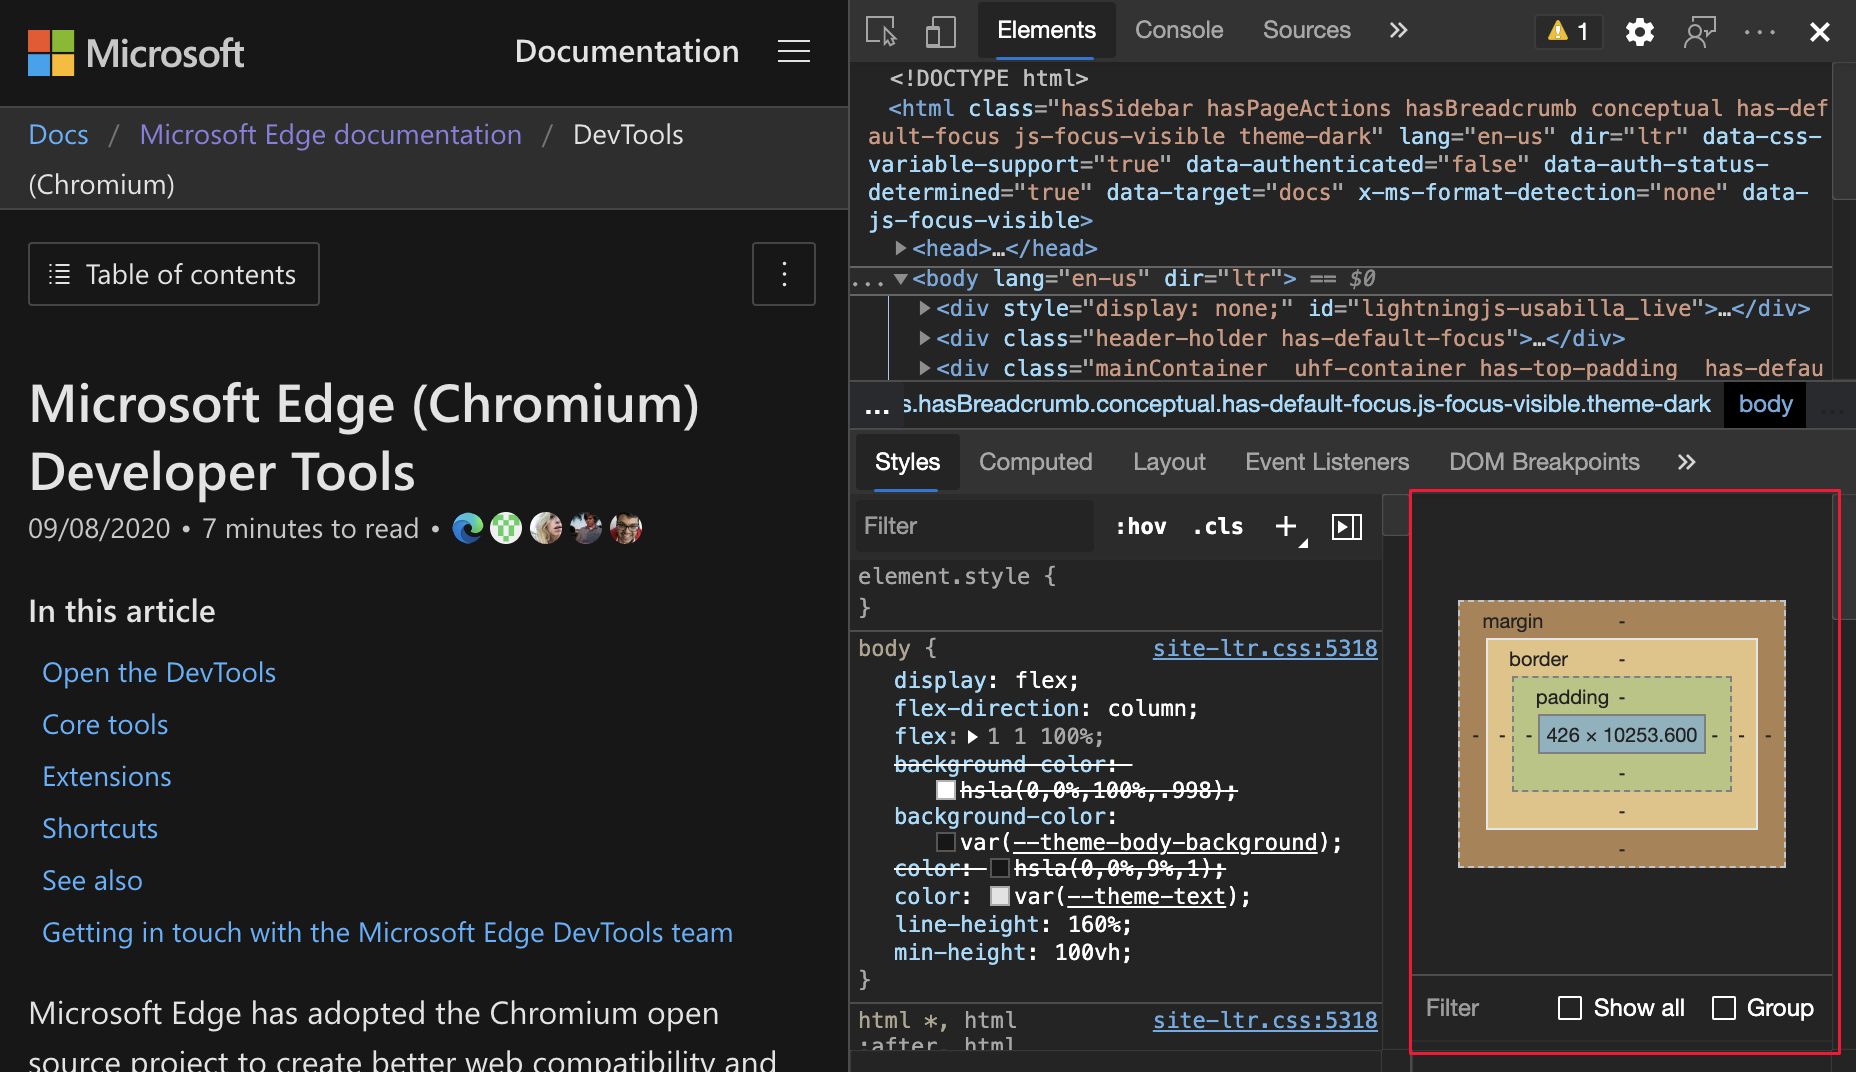 Microsoft
Documentation
Docs / Microsoft Edge documentation / DevTools
(Chromium)
Table of contents
Microsoft Edge (Chromium)
Developer Tools
09/08/2020 • 7 minutes to read •
In this article
Open the DevTools
Core tools
Extensions
Shortcuts
See also
Getting in touch with the Microsoft Edge DevTools team
Microsoft Edge has adopted the Chromium open
source project to create better web compatibility and
Elements Console Sources » 1 ···
<!DOCTYPE html>
<html class="hasSidebar hasPageActions hasBreadcrumb conceptual has-def
ault-focus js-focus-visible theme-dark" lang="en-us" dir="ltr" data-css-
variable-support="true" data-authenticated="false" data-auth-status-
determined="true" data-target="docs" x-ms-format-detection="none" data-
js-focus-visible>
<head>…</head>
... <body lang="en-us" dir="ltr"> == $0
<div style="display: none;" id="lightningjs-usabilla_live">…</div>
<div class="header-holder has-default-focus">…</div>
<div class="mainContainer  uhf-container has-top-padding  has-defau
... s.hasBreadcrumb.conceptual.has-default-focus.js-focus-visible.theme-dark body ...
Styles Computed Layout Event Listeners DOM Breakpoints »
Filter :hov .cls +
element.style {
}
body { site-ltr.css:5318
display: flex;
flex-direction: column;
flex: 1 1 100%;
background-color:
hsla(0,0%,100%,.998);
background-color:
var(--theme-body-background);
color: hsla(0,0%,9%,1);
color: var(--theme-text);
line-height: 160%;
min-height: 100vh;
}
html *, html site-ltr.css:5318
:after, html
margin -
border -
padding -
- - - 426 × 10253.600 - - -
-
-
-
Filter Show all Group